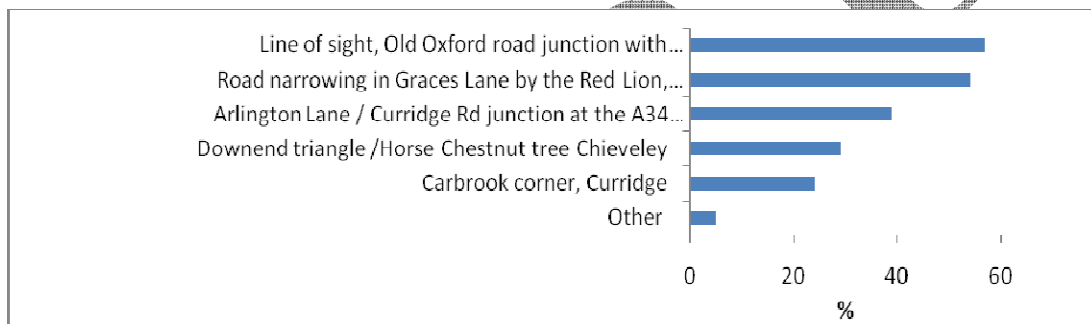 Line of sight, Old Oxford road junction with...
Road narrowing in Graces Lane by the Red Lion,...
Arlington Lane / Curridge Rd junction at the A34...
Downend triangle /Horse Chestnut tree Chieveley
Carbrook corner, Curridge
Other
0 20 40 60
%